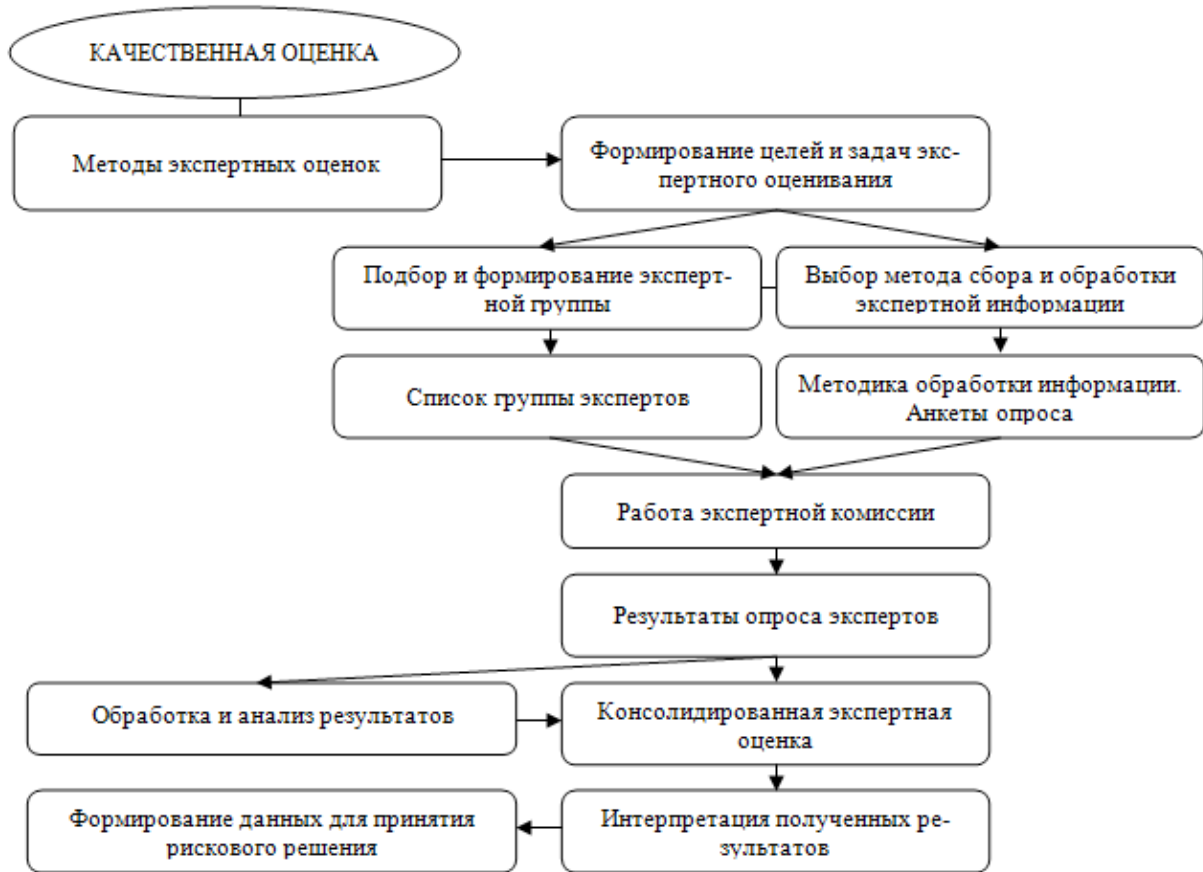 КАЧЕСТВЕННАЯ ОЦЕНКА
Методы экспертных оценок
Формирование целей и задач экс-
пертного оценивания
Подбор и формирование эксперт-
ной группы
Выбор метода сбора и обработки
экспертной информации
Список группы экспертов
Методика обработки информации.
Анкеты опроса
Работа экспертной комиссии
Результаты опроса экспертов
Обработка и анализ результатов
Консолидированная экспертная
оценка
Формирование данных для принятия
рискового решения
Интерпретация полученных ре-
зультатов